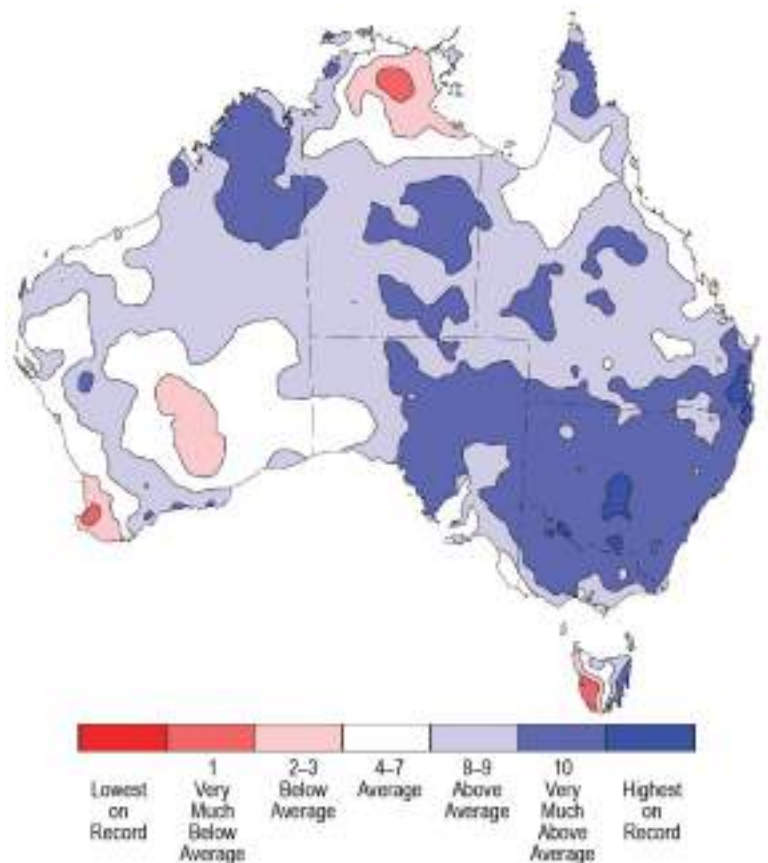 1 2–3 4–7 8–9 10
Lowest on Record
Very Much Below Average
Below Average
Average
Above Average
Very Much Above Average
Highest on Record